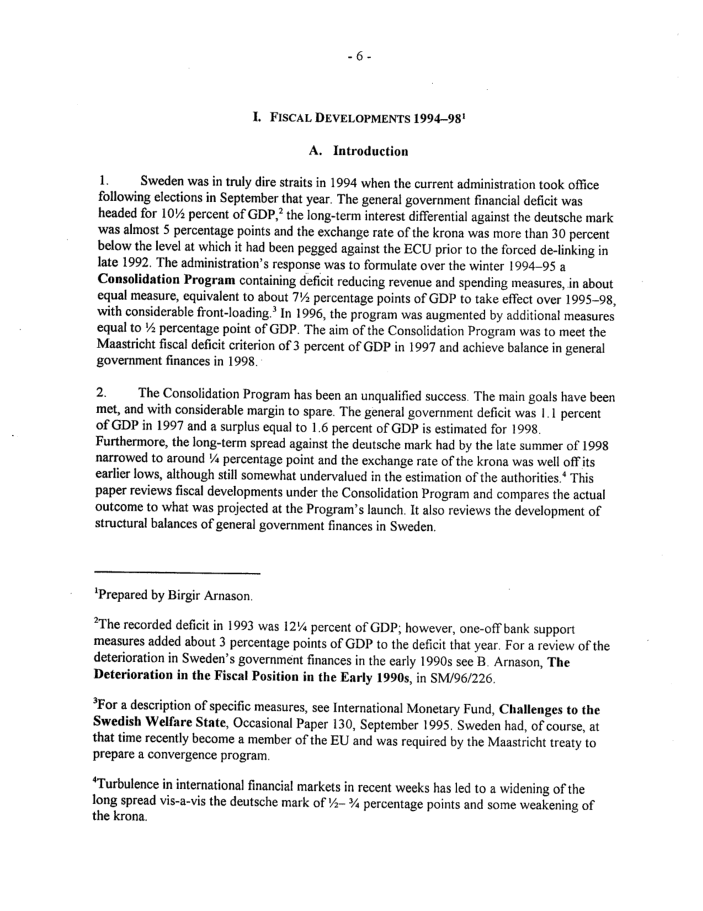 - 6 -
I. FISCAL DEVELOPMENTS 1994–98¹
A. Introduction
1. Sweden was in truly dire straits in 1994 when the current administration took office
following elections in September that year. The general government financial deficit was
headed for 10½ percent of GDP,² the long-term interest differential against the deutsche mark
was almost 5 percentage points and the exchange rate of the krona was more than 30 percent
below the level at which it had been pegged against the ECU prior to the forced de-linking in
late 1992. The administration's response was to formulate over the winter 1994–95 a
Consolidation Program containing deficit reducing revenue and spending measures, in about
equal measure, equivalent to about 7½ percentage points of GDP to take effect over 1995–98,
with considerable front-loading.³ In 1996, the program was augmented by additional measures
equal to ½ percentage point of GDP. The aim of the Consolidation Program was to meet the
Maastricht fiscal deficit criterion of 3 percent of GDP in 1997 and achieve balance in general
government finances in 1998.
2. The Consolidation Program has been an unqualified success. The main goals have been
met, and with considerable margin to spare. The general government deficit was 1.1 percent
of GDP in 1997 and a surplus equal to 1.6 percent of GDP is estimated for 1998.
Furthermore, the long-term spread against the deutsche mark had by the late summer of 1998
narrowed to around ¼ percentage point and the exchange rate of the krona was well off its
earlier lows, although still somewhat undervalued in the estimation of the authorities.⁴ This
paper reviews fiscal developments under the Consolidation Program and compares the actual
outcome to what was projected at the Program's launch. It also reviews the development of
structural balances of general government finances in Sweden.
¹Prepared by Birgir Arnason.
²The recorded deficit in 1993 was 12¼ percent of GDP; however, one-off bank support
measures added about 3 percentage points of GDP to the deficit that year. For a review of the
deterioration in Sweden's government finances in the early 1990s see B. Arnason, The
Deterioration in the Fiscal Position in the Early 1990s, in SM/96/226.
³For a description of specific measures, see International Monetary Fund, Challenges to the
Swedish Welfare State, Occasional Paper 130, September 1995. Sweden had, of course, at
that time recently become a member of the EU and was required by the Maastricht treaty to
prepare a convergence program.
⁴Turbulence in international financial markets in recent weeks has led to a widening of the
long spread vis-a-vis the deutsche mark of ½– ¾ percentage points and some weakening of
the krona.